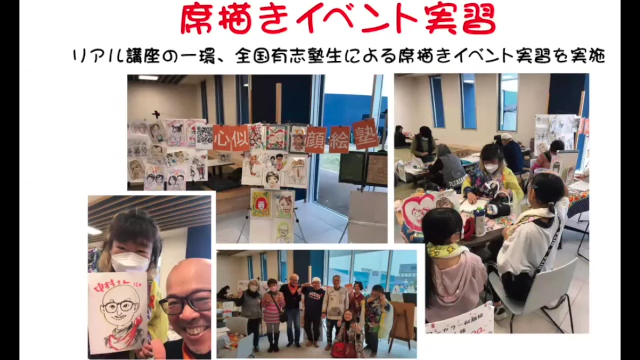 席描きイベント実習
リアル講座の一環、全国有志塾生による席描きイベント実習を実施
心似顔絵塾